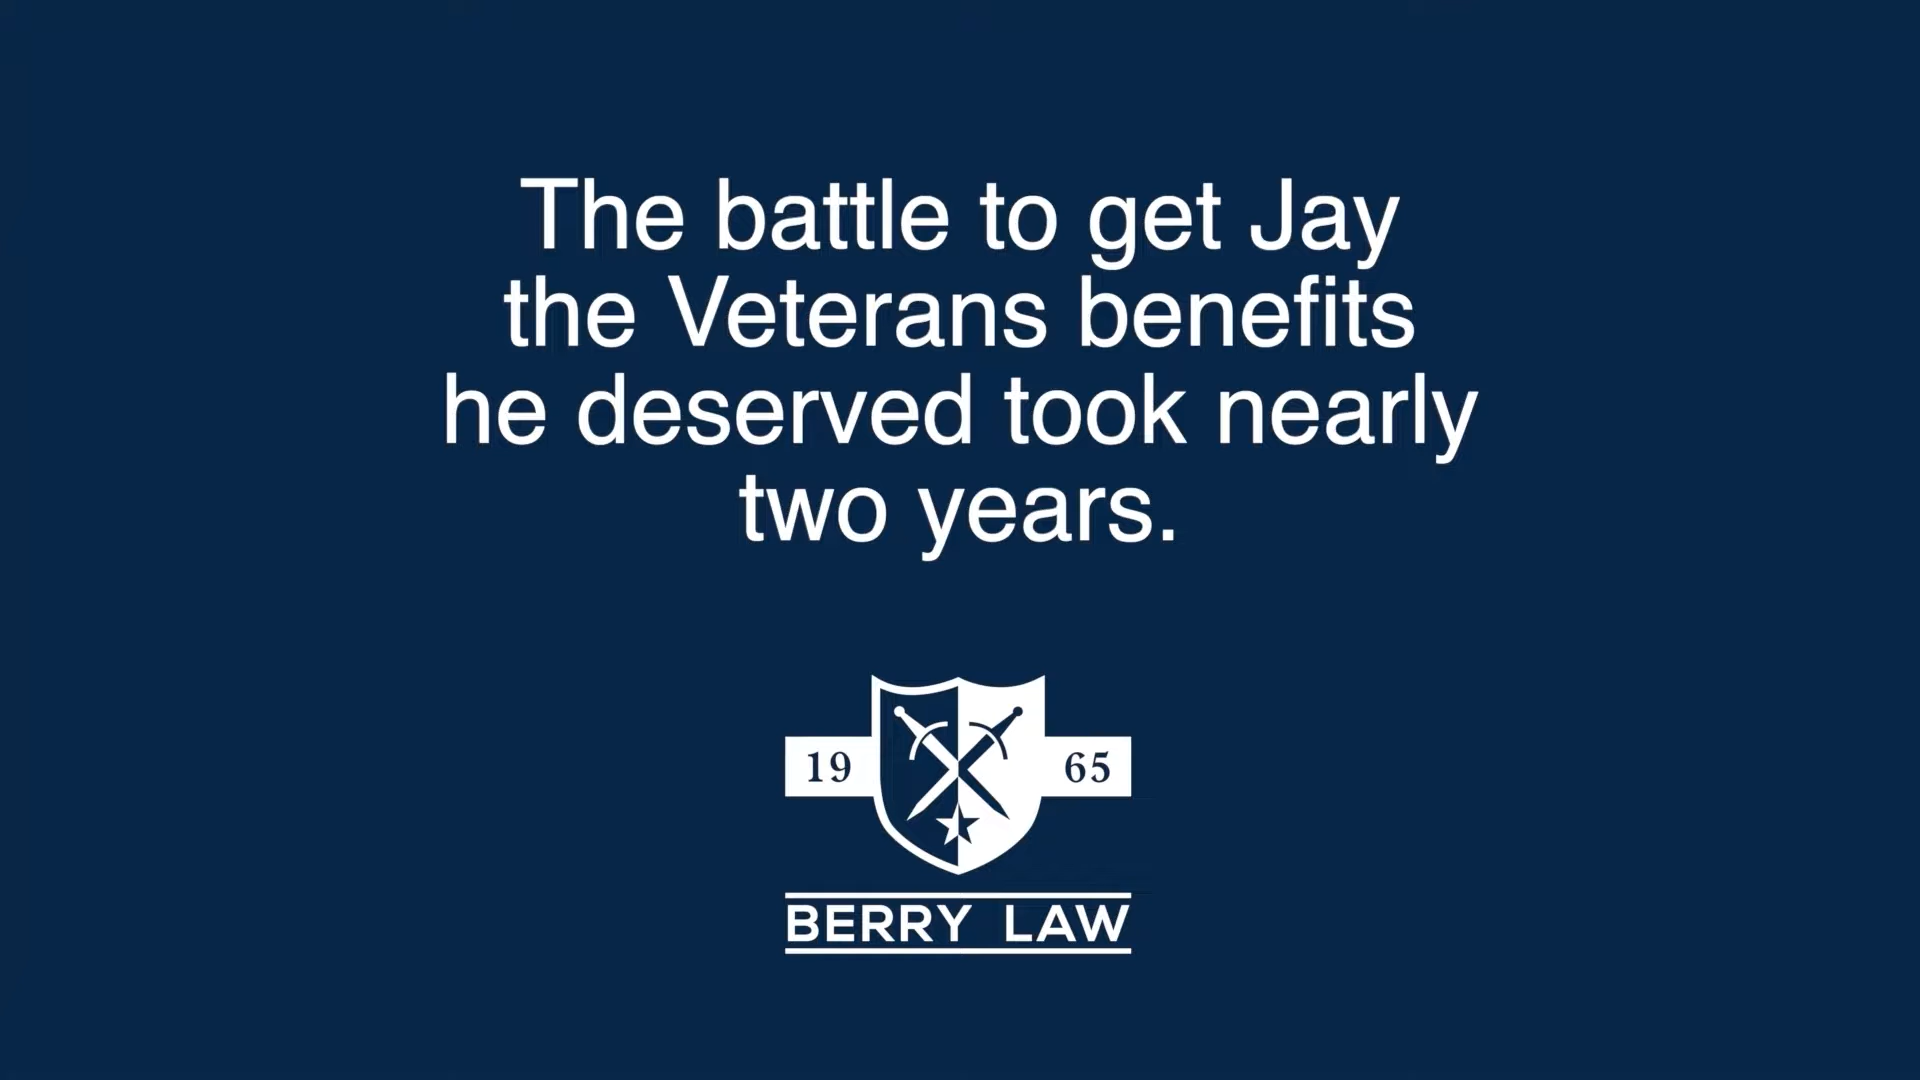 The battle to get Jay
the Veterans benefits
he deserved took nearly
two years.
19 65
BERRY LAW